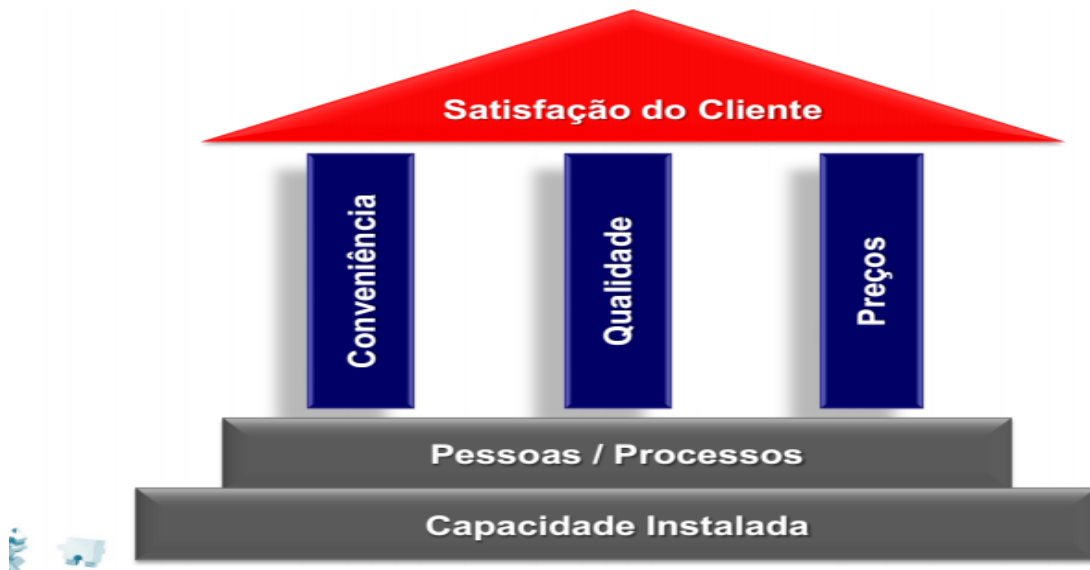 Satisfação do Cliente
Conveniência
Qualidade
Preços
Pessoas / Processos
Capacidade Instalada